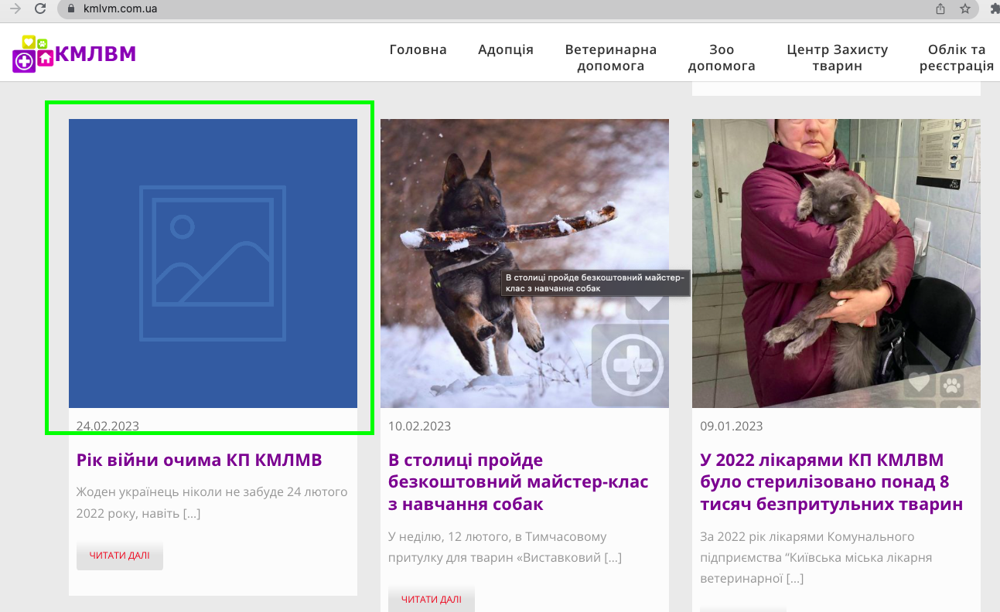 kmlvm.com.ua
КМЛВМ
Головна
Адопція
Ветеринарна
допомога
Зоо
допомога
Центр Захисту
тварин
Облік та
реєстрація
В столиці пройде безкоштовний майстер-
клас з навчання собак
24.02.2023
Рік війни очима КП КМЛМВ
Жоден українець ніколи не забуде 24 лютого
2022 року, навіть [...]
ЧИТАТИ ДАЛІ
10.02.2023
В столиці пройде
безкоштовний майстер-клас
з навчання собак
У неділю, 12 лютого, в Тимчасовому
притулку для тварин «Виставковий [...]
ЧИТАТИ ДАЛІ
09.01.2023
У 2022 лікарями КП КМЛВМ
було стерилізовано понад 8
тисяч безпритульних тварин
За 2022 рік лікарями Комунального
підприємства “Київська міська лікарня
ветеринарної [...]